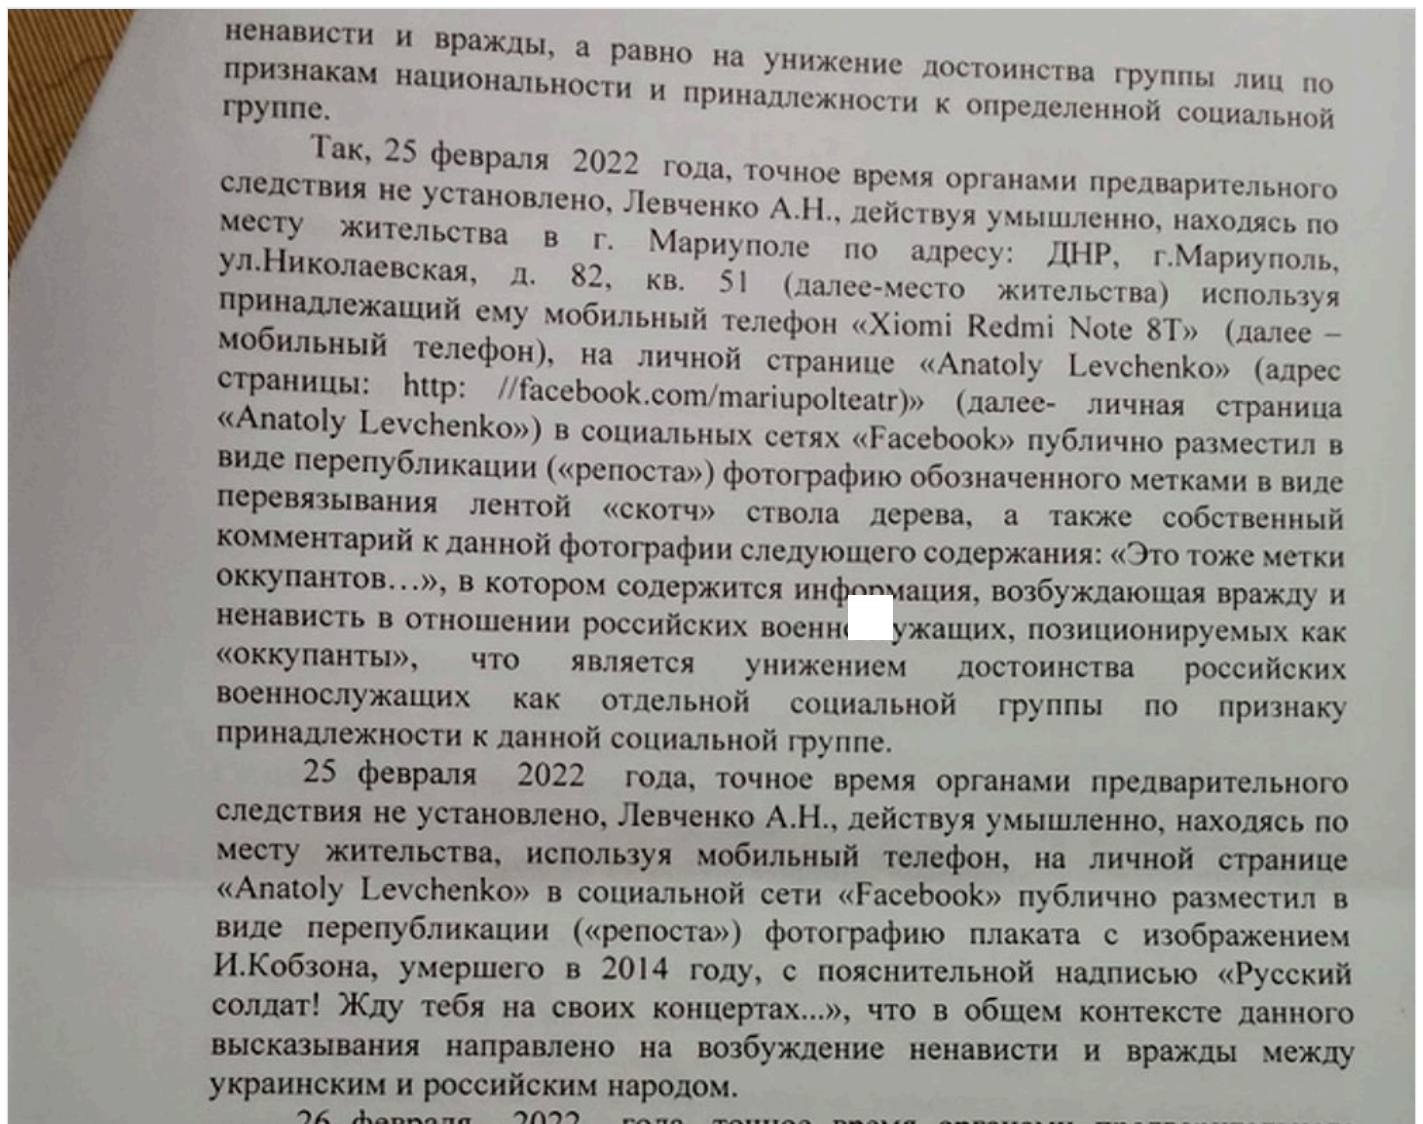 ненависти и вражды, а равно на унижение достоинства группы лиц по
признакам национальности и принадлежности к определенной социальной
группе.
Так, 25 февраля 2022 года, точное время органами предварительного
следствия не установлено, Левченко А.Н., действуя умышленно, находясь по
месту жительства в г. Мариуполе по адресу: ДНР, г.Мариуполь,
ул.Николаевская, д. 82, кв. 51 (далее-место жительства) используя
принадлежащий ему мобильный телефон «Xiomi Redmi Note 8T» (далее –
мобильный телефон), на личной странице «Anatoly Levchenko» (адрес
страницы: http: //facebook.com/mariupolteatr)» (далее- личная страница
«Anatoly Levchenko») в социальных сетях «Facebook» публично разместил в
виде перепубликации («репоста») фотографию обозначенного метками в виде
перевязывания лентой «скотч» ствола дерева, а также собственный
комментарий к данной фотографии следующего содержания: «Это тоже метки
оккупантов…», в котором содержится информация, возбуждающая вражду и
ненависть в отношении российских позиционируемых как
«оккупанты», что является унижением достоинства российских
военнослужащих как отдельной социальной группы по признаку
принадлежности к данной социальной группе.
25 февраля 2022 года, точное время органами предварительного
следствия не установлено, Левченко А.Н., действуя умышленно, находясь по
месту жительства, используя мобильный телефон, на личной странице
«Anatoly Levchenko» в социальной сети «Facebook» публично разместил в
виде перепубликации («репоста») фотографию плаката с изображением
И.Кобзона, умершего в 2014 году, с пояснительной надписью «Русский
солдат! Жду тебя на своих концертах...», что в общем контексте данного
высказывания направлено на возбуждение ненависти и вражды между
украинским и российским народом.
26 февраля 2022 года, точное время органами предварительного